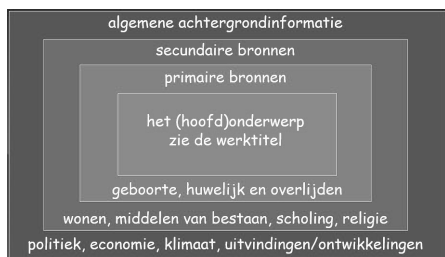 algemene achtergrondinformatie
secundaire bronnen
primaire bronnen
het (hoofd)onderwerp
zie de werktitel
geboorte, huwelijk en overlijden
wonen, middelen van bestaan, scholing, religie
politiek, economie, klimaat, uitvindingen/ontwikkelingen